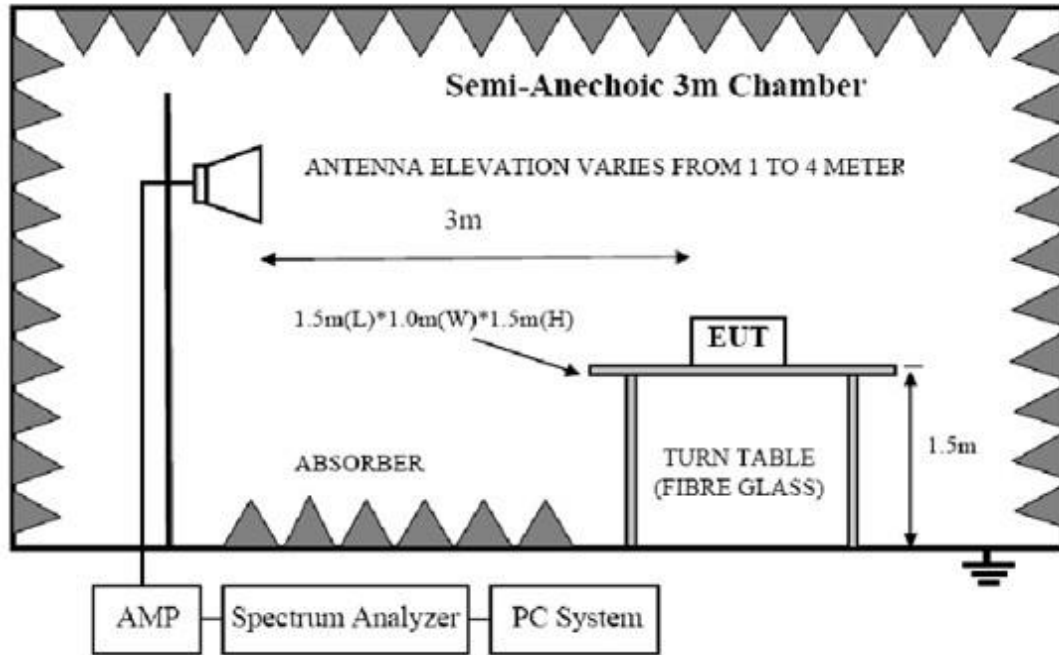 Semi-Anechoic 3m Chamber
ANTENNA ELEVATION VARIES FROM 1 TO 4 METER
3m
1.5m(L)*1.0m(W)*1.5m(H)
EUT
1.5m
ABSORBER
TURN TABLE
(FIBRE GLASS)
AMP
Spectrum Analyzer
PC System